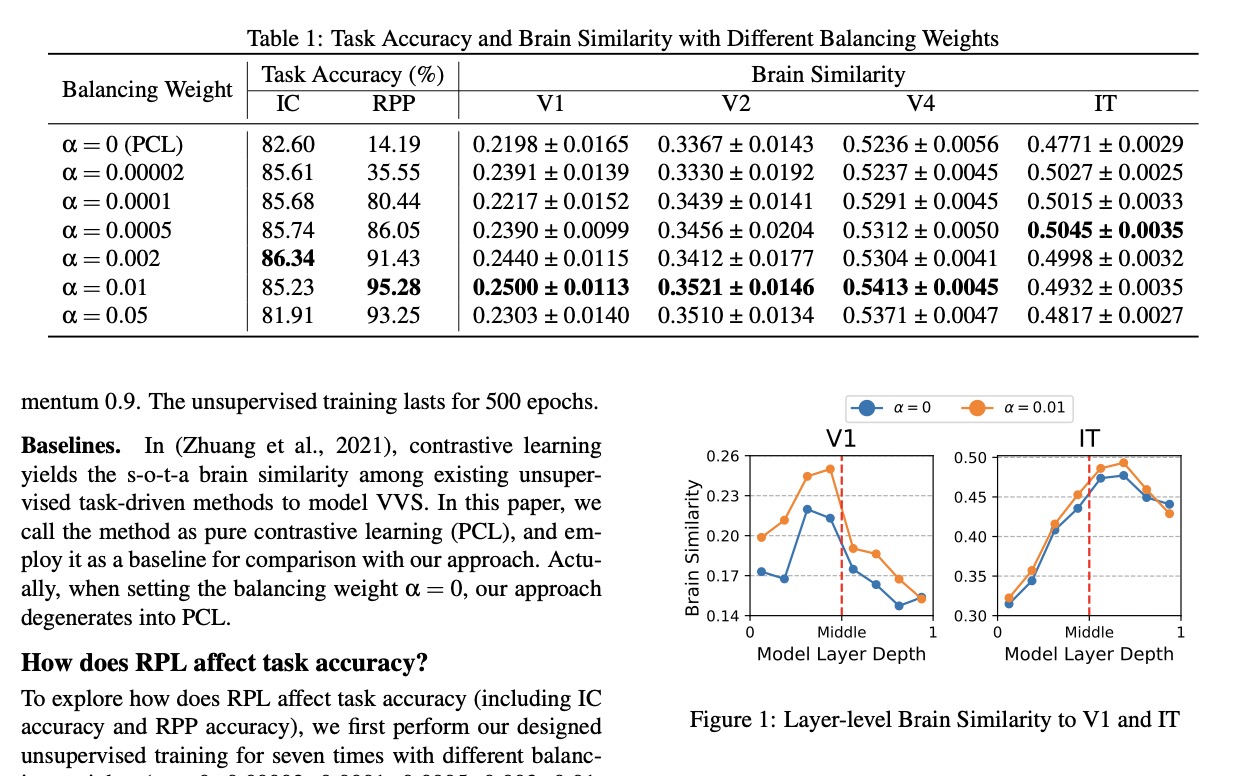 Table 1: Task Accuracy and Brain Similarity with Different Balancing Weights
Balancing Weight Task Accuracy (%) Brain Similarity
IC RPP V1 V2 V4 IT
α = 0 (PCL) 82.60 14.19 0.2198 ± 0.0165 0.3367 ± 0.0143 0.5236 ± 0.0056 0.4771 ± 0.0029
α = 0.00002 85.61 35.55 0.2391 ± 0.0139 0.3330 ± 0.0192 0.5237 ± 0.0045 0.5027 ± 0.0025
α = 0.0001 85.68 80.44 0.2217 ± 0.0152 0.3439 ± 0.0141 0.5291 ± 0.0045 0.5015 ± 0.0033
α = 0.0005 85.74 86.05 0.2390 ± 0.0099 0.3456 ± 0.0204 0.5312 ± 0.0050 0.5045 ± 0.0035
α = 0.002 86.34 91.43 0.2440 ± 0.0115 0.3412 ± 0.0177 0.5304 ± 0.0041 0.4998 ± 0.0032
α = 0.01 85.23 95.28 0.2500 ± 0.0113 0.3521 ± 0.0146 0.5413 ± 0.0045 0.4932 ± 0.0035
α = 0.05 81.91 93.25 0.2303 ± 0.0140 0.3510 ± 0.0134 0.5371 ± 0.0047 0.4817 ± 0.0027
mentum 0.9. The unsupervised training lasts for 500 epochs.
Baselines. In (Zhuang et al., 2021), contrastive learning
yields the s-o-t-a brain similarity among existing unsuper-
vised task-driven methods to model VVS. In this paper, we
call the method as pure contrastive learning (PCL), and em-
ploy it as a baseline for comparison with our approach. Actu-
ally, when setting the balancing weight α = 0, our approach
degenerates into PCL.
How does RPL affect task accuracy?
To explore how does RPL affect task accuracy (including IC
accuracy and RPP accuracy), we first perform our designed
unsupervised training for seven times with different balanc-
α = 0 α = 0.01
V1
Brain Similarity
0.26
0.23
0.20
0.17
0.14
0 Middle 1
Model Layer Depth
IT
0.50
0.45
0.40
0.35
0.30
0 Middle 1
Model Layer Depth
Figure 1: Layer-level Brain Similarity to V1 and IT